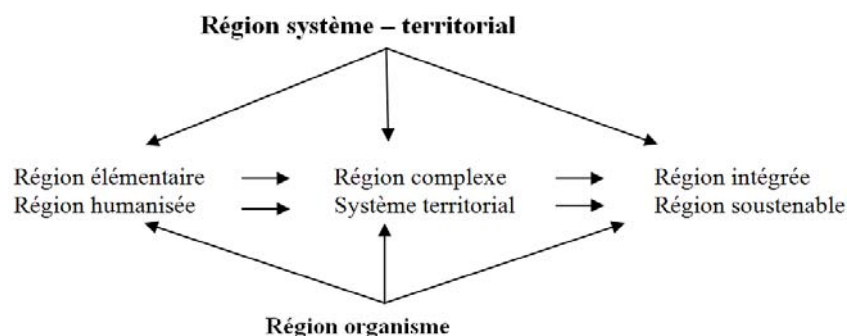 Région système – territorial
Région élémentaire Région complexe Région intégrée
Région humanisée Système territorial Région soustenable
Région organisme